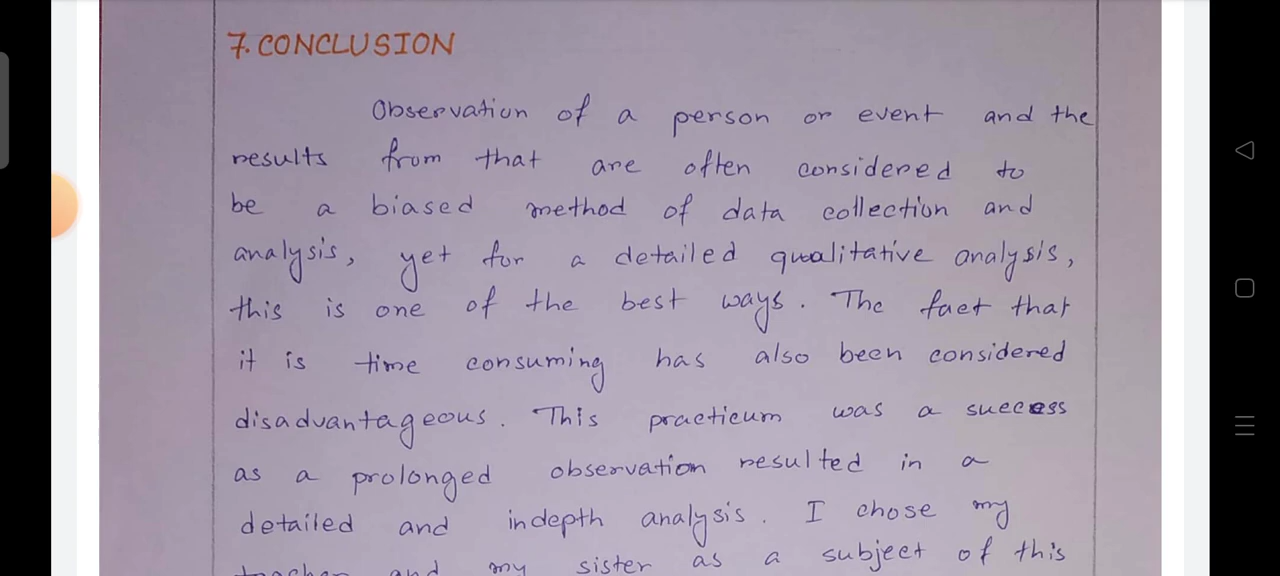 7. CONCLUSION
Observation of a person or event and the
results from that are often considered to
be a biased method of data collection and
analysis, yet for a detailed qualitative analysis,
this is one of the best ways. The fact that
it is time consuming has also been considered
disadvantageous. This practicum was a success
as a prolonged observation resulted in a
detailed and indepth analysis. I chose my
teacher and my sister as a subject of this